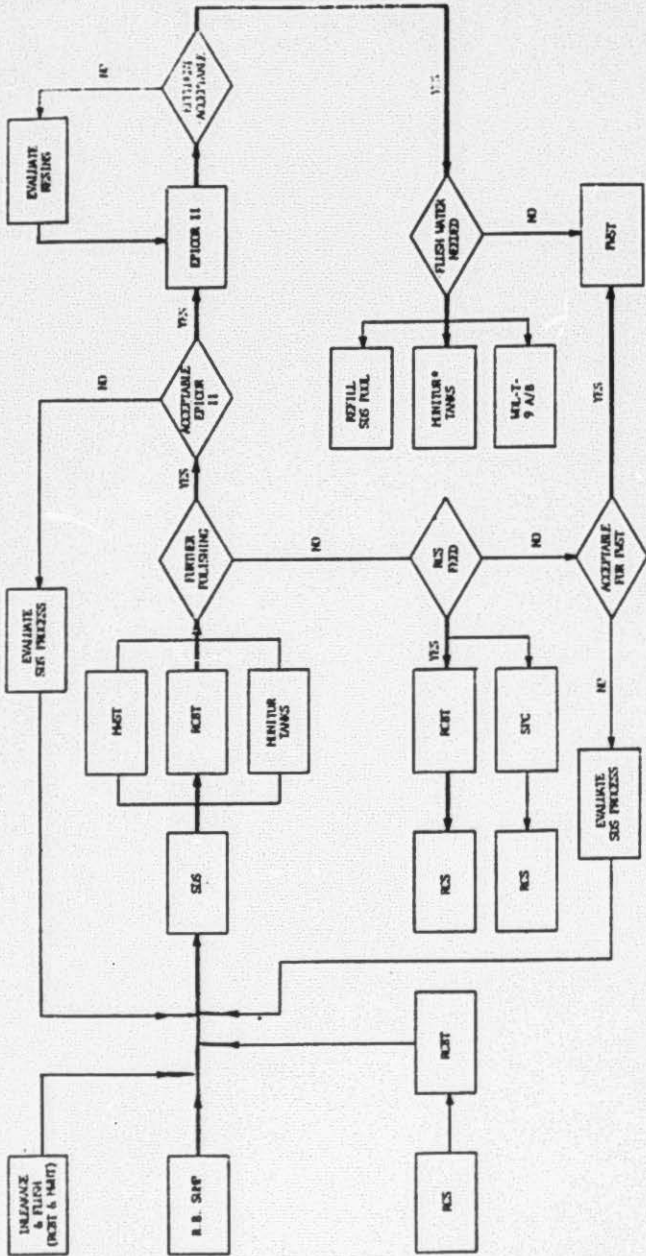 INLEAKAGE
& FLUSH
(RCBT & MWHT)
R.B. SUMP
RCS
RCBT
SDS
EVALUATE
SDS PROCESS
NO
MWST
RCBT
MONITOR
TANKS
FURTHER
POLISHING
YES
ACCEPTABLE
EPICOR
II
YES
EPICOR II
EVALUATE
RESINS
NO
ACCEPTABLE
YES
NO
RCS
FEED
YES
RCBT
RCS
SPC
RCS
NO
ACCEPTABLE
FOR PWST
NO
EVALUATE
SDS PROCESS
YES
FLUSH WATER
NEEDED
NO
PWST
REFILL
SDS POOL
MONITOR*
TANKS
WDL-T-
9 A/B